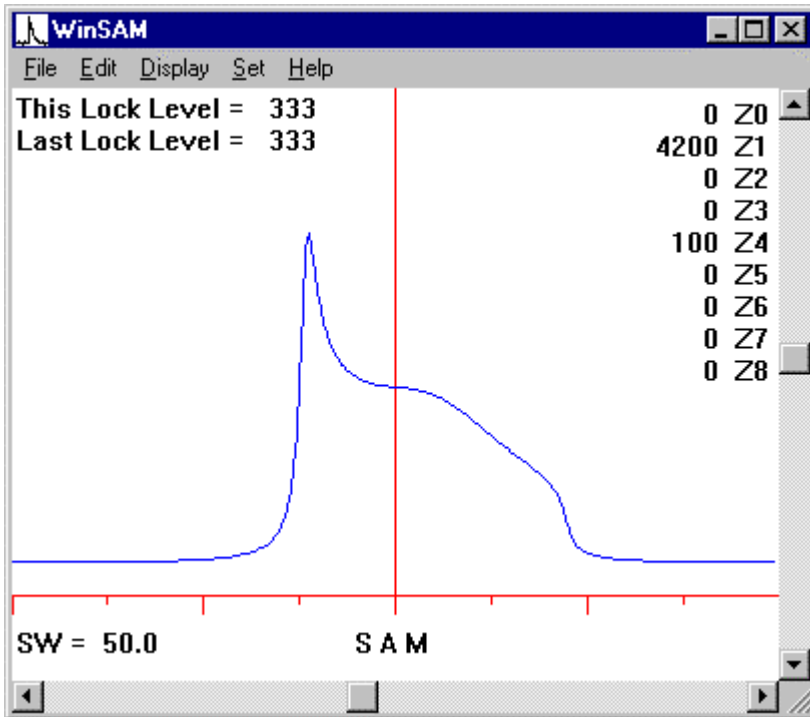 WinSAM
File Edit Display Set Help
This Lock Level = 333
Last Lock Level = 333
0 Z0
4200 Z1
0 Z2
0 Z3
100 Z4
0 Z5
0 Z6
0 Z7
0 Z8
SW = 50.0 S A M